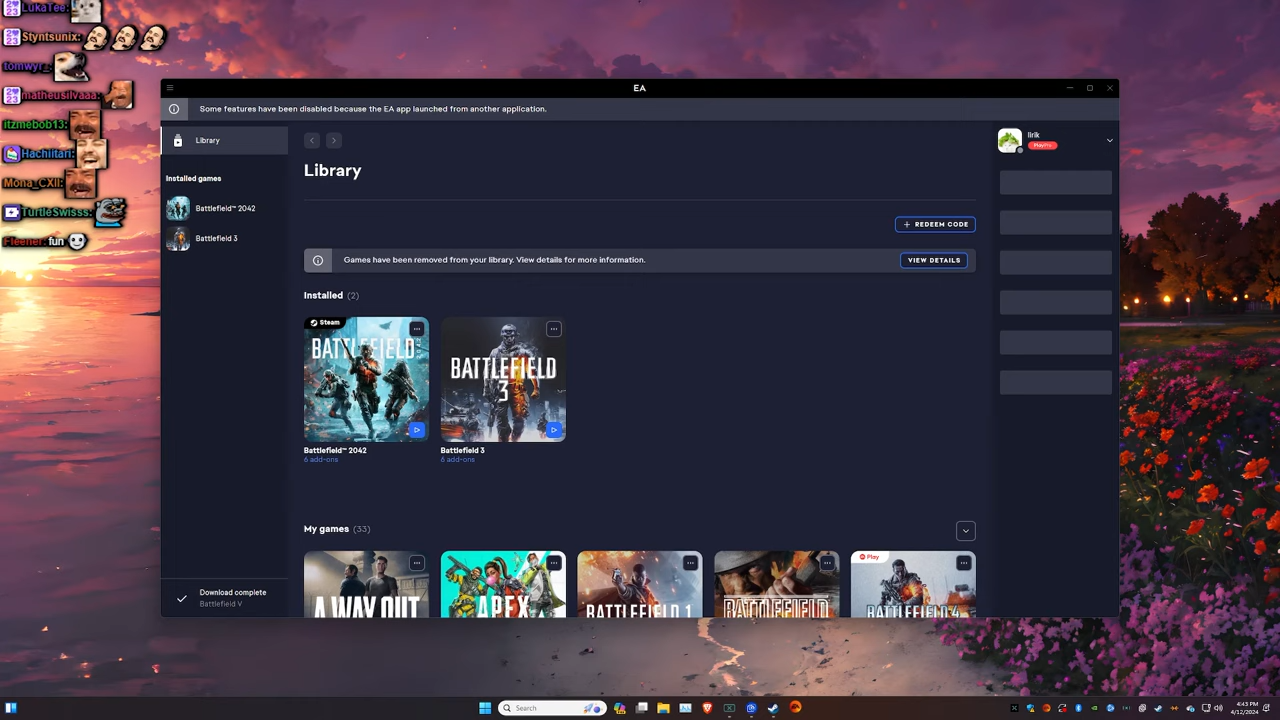 LukaTee:
Styntsunix:
tomwyr_:
matheusilvaaa:
itzmebob13:
Hachiitari:
Mona_CXII:
TurtleSwisss:
Fleener: fun
EA
Some features have been disabled because the EA app launched from another application.
Library
Installed games
Battlefield™ 2042
Battlefield 3
Download complete
Battlefield V
Library
REDEEM CODE
Games have been removed from your library. View details for more information.
VIEW DETAILS
Installed (2)
Steam
BATTLEFIELD
BATTLEFIELD
3
Battlefield™ 2042
6 add-ons
Battlefield 3
6 add-ons
My games (33)
Play
A WAY OUT
APEX
BATTLEFIELD 1
BATTLEFIELD
BATTLEFIELD 4
lirik
Search
4:43 PM
4/12/2024